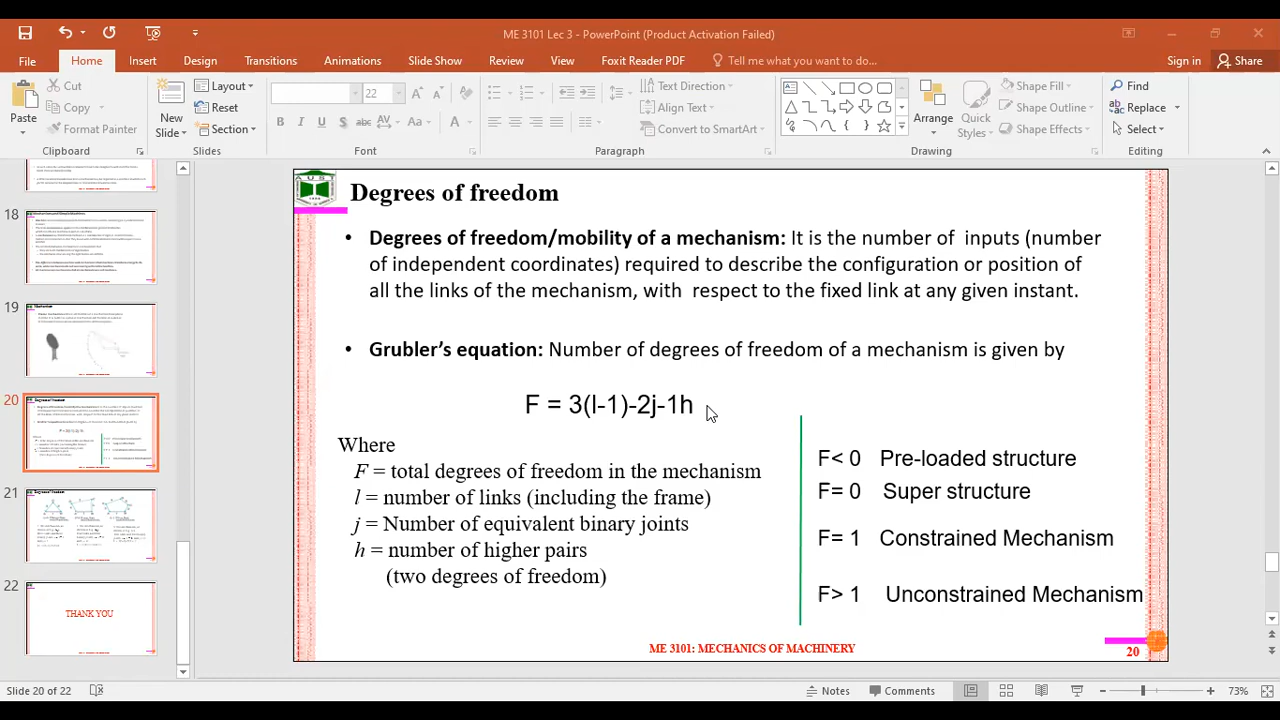 ME 3101 Lec 3 - PowerPoint (Product Activation Failed)
File Home Insert Design Transitions Animations Slide Show Review View Foxit Reader PDF Tell me what you want to do... Sign in Share
Paste
Cut
Copy
Format Painter
Clipboard
New Slide
Layout
Reset
Section
Slides
22
B I U S abc AV Aa A
Font
Text Direction
Align Text
Convert to SmartArt
Paragraph
Arrange
Quick Styles
Shape Fill
Shape Outline
Shape Effects
Drawing
Find
Replace
Select
Editing
18
19
20
21
22
THANK YOU
A U S
Degrees of freedom
• Degrees of freedom/mobility of a mechanism: It is the number of inputs (number
of independent coordinates) required to describe the configuration or position of
all the links of the mechanism, with respect to the fixed link at any given instant.
• Grubler’s equation: Number of degrees of freedom of a mechanism is given by
F = 3(l-1)-2j-1h
Where
F = total degrees of freedom in the mechanism
l = number of links (including the frame)
j = Number of equivalent binary joints
h = number of higher pairs
(two degrees of freedom)
F< 0 Pre-loaded structure
F= 0 Super structure
F= 1 Constrained Mechanism
F> 1 Unconstrained Mechanism
ME 3101: MECHANICS OF MACHINERY
20
Slide 20 of 22 Notes Comments 73%